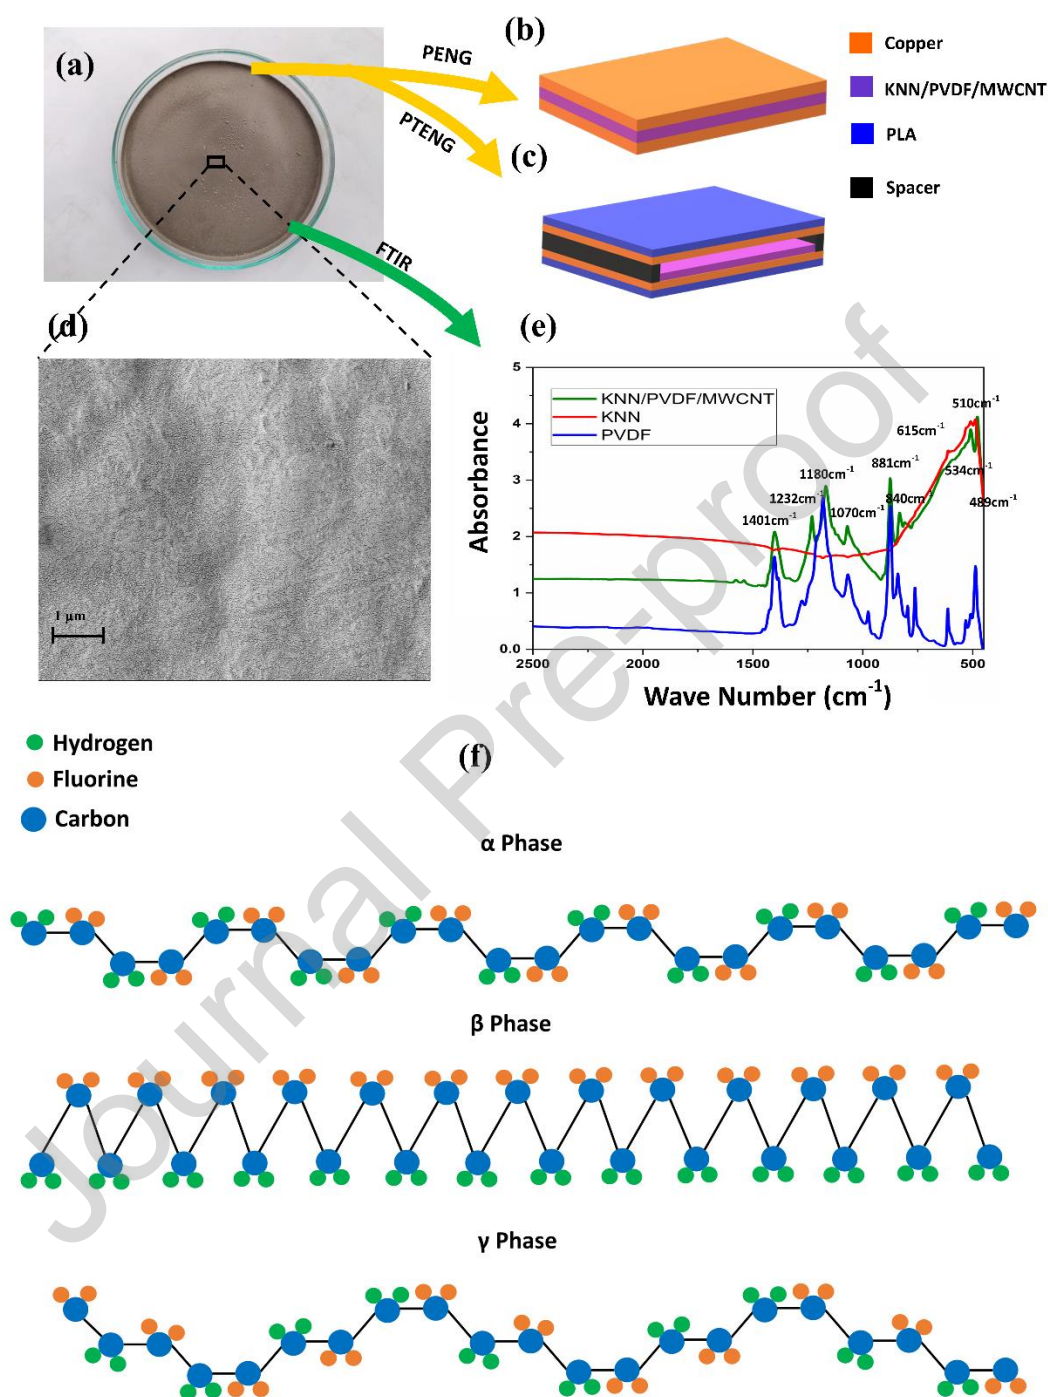 (a)
PENG
PTENG
(b)
(c)
Copper
KNN/PVDF/MWCNT
PLA
Spacer
FTIR
(d)
1 μm
(e)
5
4
3
2
1
0.0
Absorbance
KNN/PVDF/MWCNT
KNN
PVDF
510cm⁻¹
615cm⁻¹
534cm⁻¹
489cm⁻¹
881cm⁻¹
840cm⁻¹
1180cm⁻¹
1232cm⁻¹
1070cm⁻¹
1401cm⁻¹
2500 2000 1500 1000 500
Wave Number (cm⁻¹)
Hydrogen
Fluorine
Carbon
(f)
α Phase
β Phase
γ Phase
Journal Pre-proof